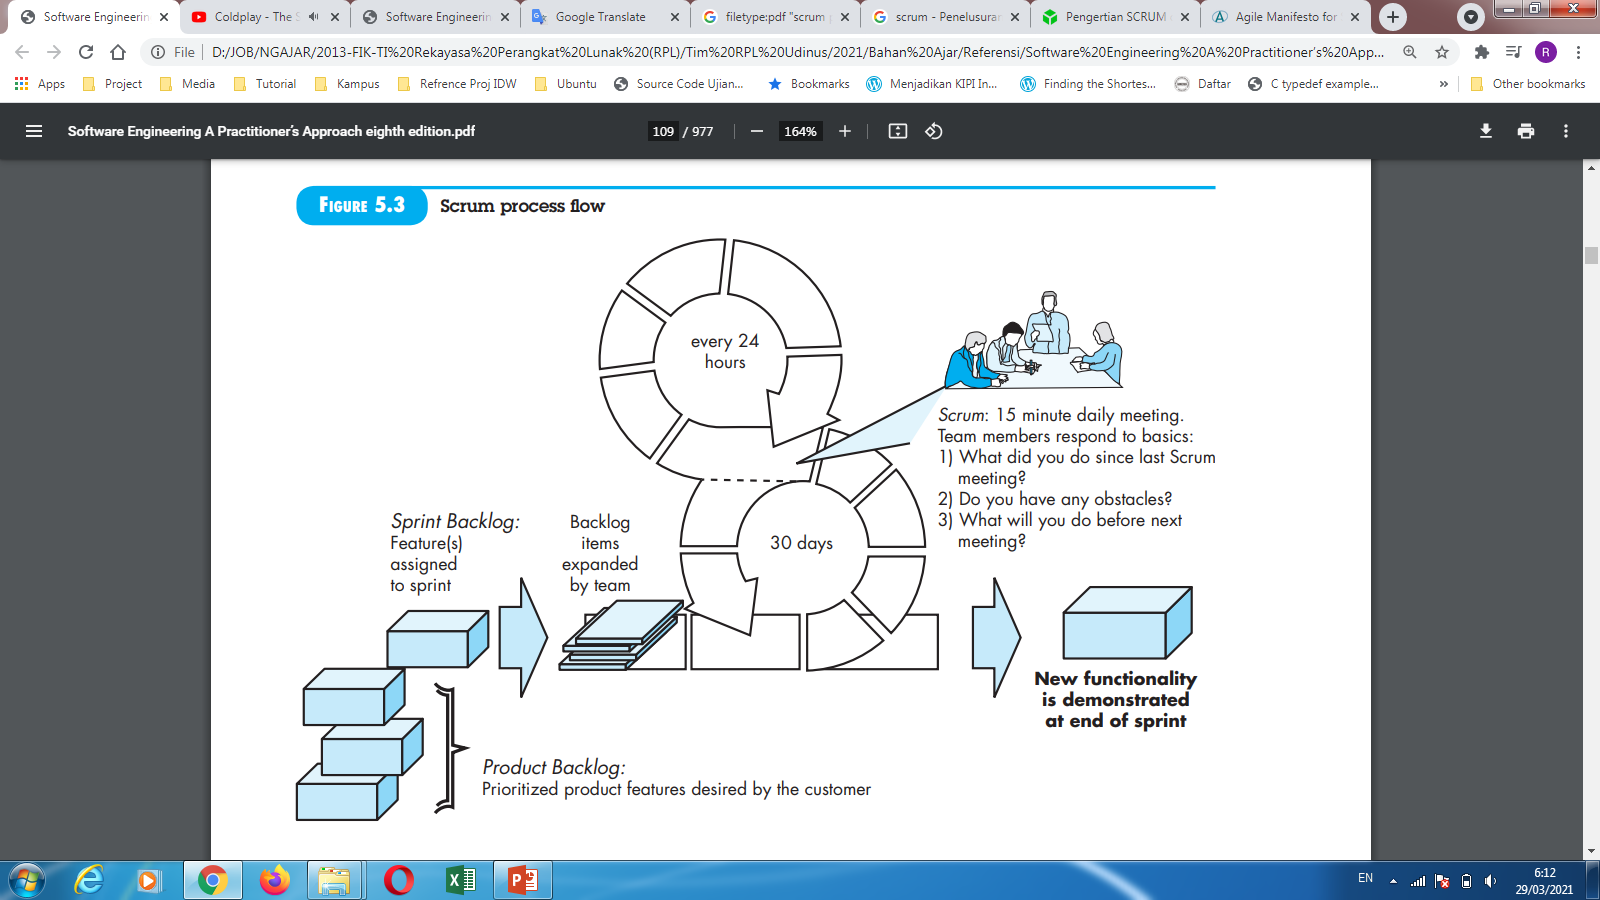 Software Engineerin
Coldplay - The S
Software Engineerin
Google Translate
filetype:pdf "scrum
scrum - Penelusuran
Pengertian SCRUM
Agile Manifesto for
File
D:/JOB/NGAJAR/2013-FIK-TI%20Rekayasa%20Perangkat%20Lunak%20(RPL)/Tim%20RPL%20Udinus/2021/Bahan%20Ajar/Referensi/Software%20Engineering%20A%20Practitioner's%20App...
R
Apps
Project
Media
Tutorial
Kampus
Refrence Proj IDW
Ubuntu
Source Code Ujian...
Bookmarks
Menjadikan KIPI In...
Finding the Shortes...
Daftar
C typedef example...
»
Other bookmarks
Software Engineering A Practitioner's Approach eighth edition.pdf
109 / 977
164%
FIGURE 5.3
Scrum process flow
every 24
hours
Scrum: 15 minute daily meeting.
Team members respond to basics:
1) What did you do since last Scrum
meeting?
2) Do you have any obstacles?
3) What will you do before next
meeting?
Sprint Backlog:
Feature(s)
assigned
to sprint
Backlog
items
expanded
by team
30 days
New functionality
is demonstrated
at end of sprint
Product Backlog:
Prioritized product features desired by the customer
EN
6:12
29/03/2021